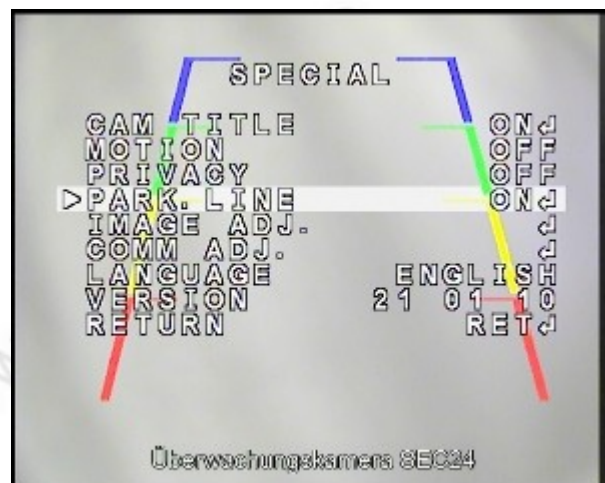 SPECIAL
CAM TITLE ON↲
MOTION OFF
PRIVACY OFF
>PARK. LINE ON↲
IMAGE ADJ. ↲
COMM ADJ. ↲
LANGUAGE ENGLISH
VERSION 21 01 10
RETURN RET↲
Überwachungskamera SEC24